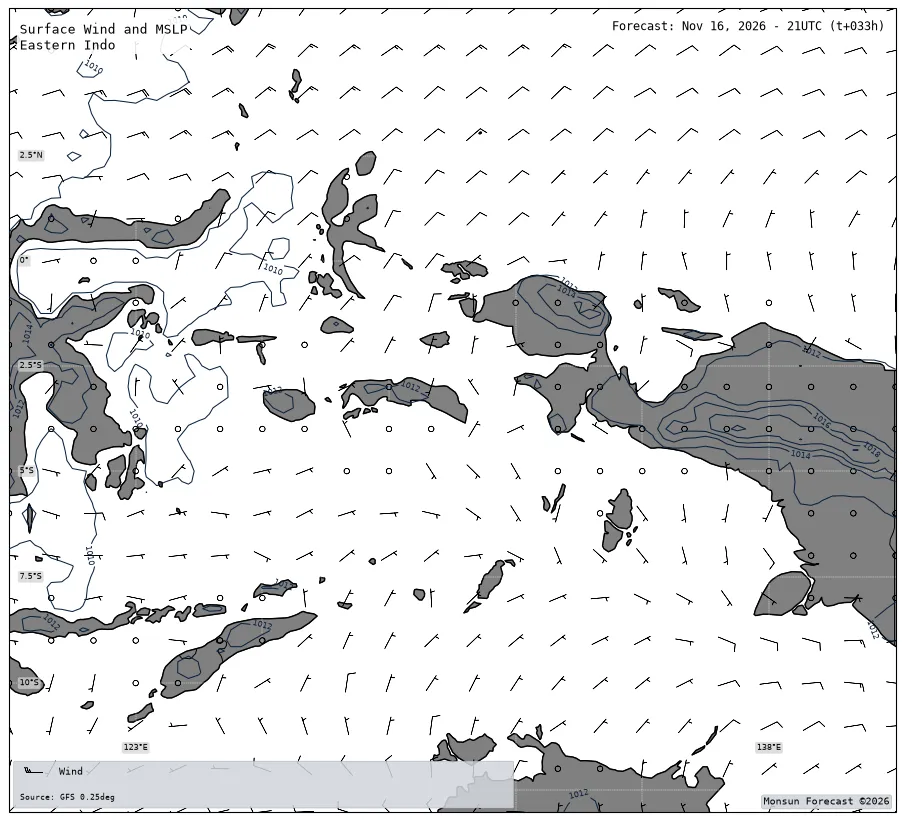 Surface Wind and MSLP
Eastern Indo
Forecast: Nov 16, 2026 - 21UTC (t+033h)
1010
2.5°N
0°
1010
1012
1014
1014
1010
1012
2.5°S
1012
1012
1012
1010
1016
1018
1014
5°S
1010
7.5°S
1012
1012
1012
10°S
123°E
138°E
Wind
1012
Source: GFS 0.25deg
Monsun Forecast ©2026